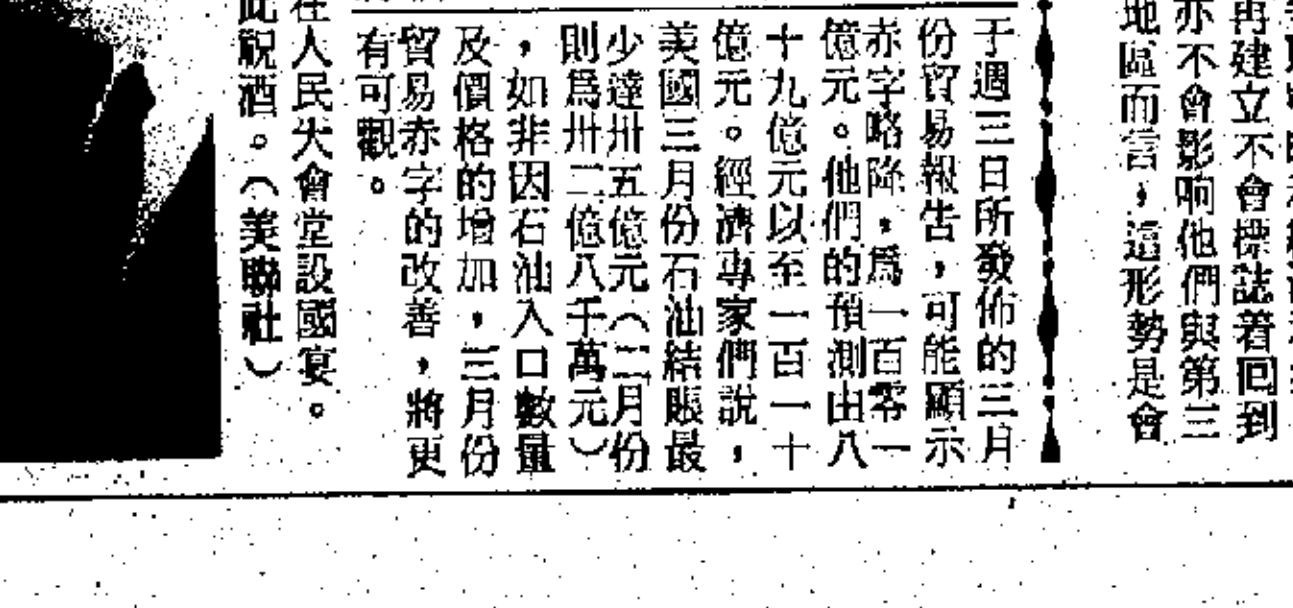 再建立不會標誌着回到
亦不會影响他們與第三
地區而言，這形勢是會
于週三日所發佈的三月
份貿易報告，可能顯示
赤字略降，爲一百零一
億元。他們的預測由八
十九億元以至一百一十
億元。經濟專家們說，
美國三月份石油結賬最
少達卅五億元（二月份
則爲卅二億八千萬元）
，如非因石油入口數量
及價格的增加，三月份
貿易赤字的改善，將更
有可觀。
在人民大會堂設國宴。
此祝酒。（美聯社）